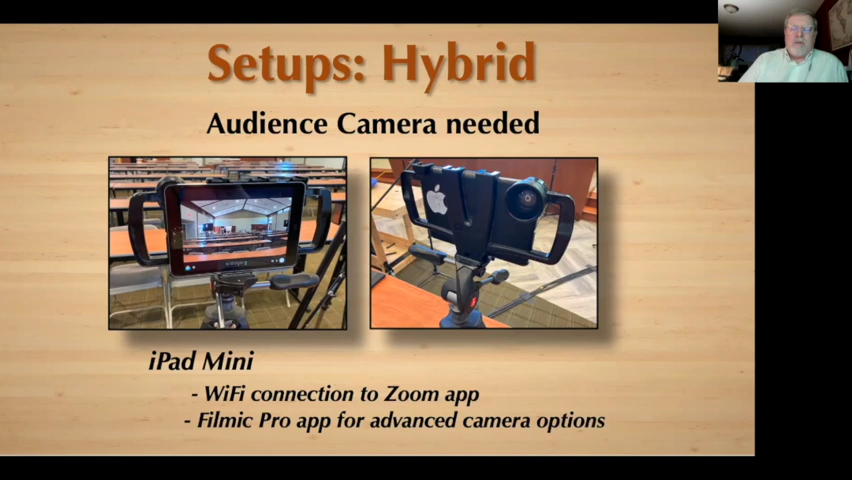 Setups: Hybrid
Audience Camera needed
iPad Mini
- WiFi connection to Zoom app
- Filmic Pro app for advanced camera options